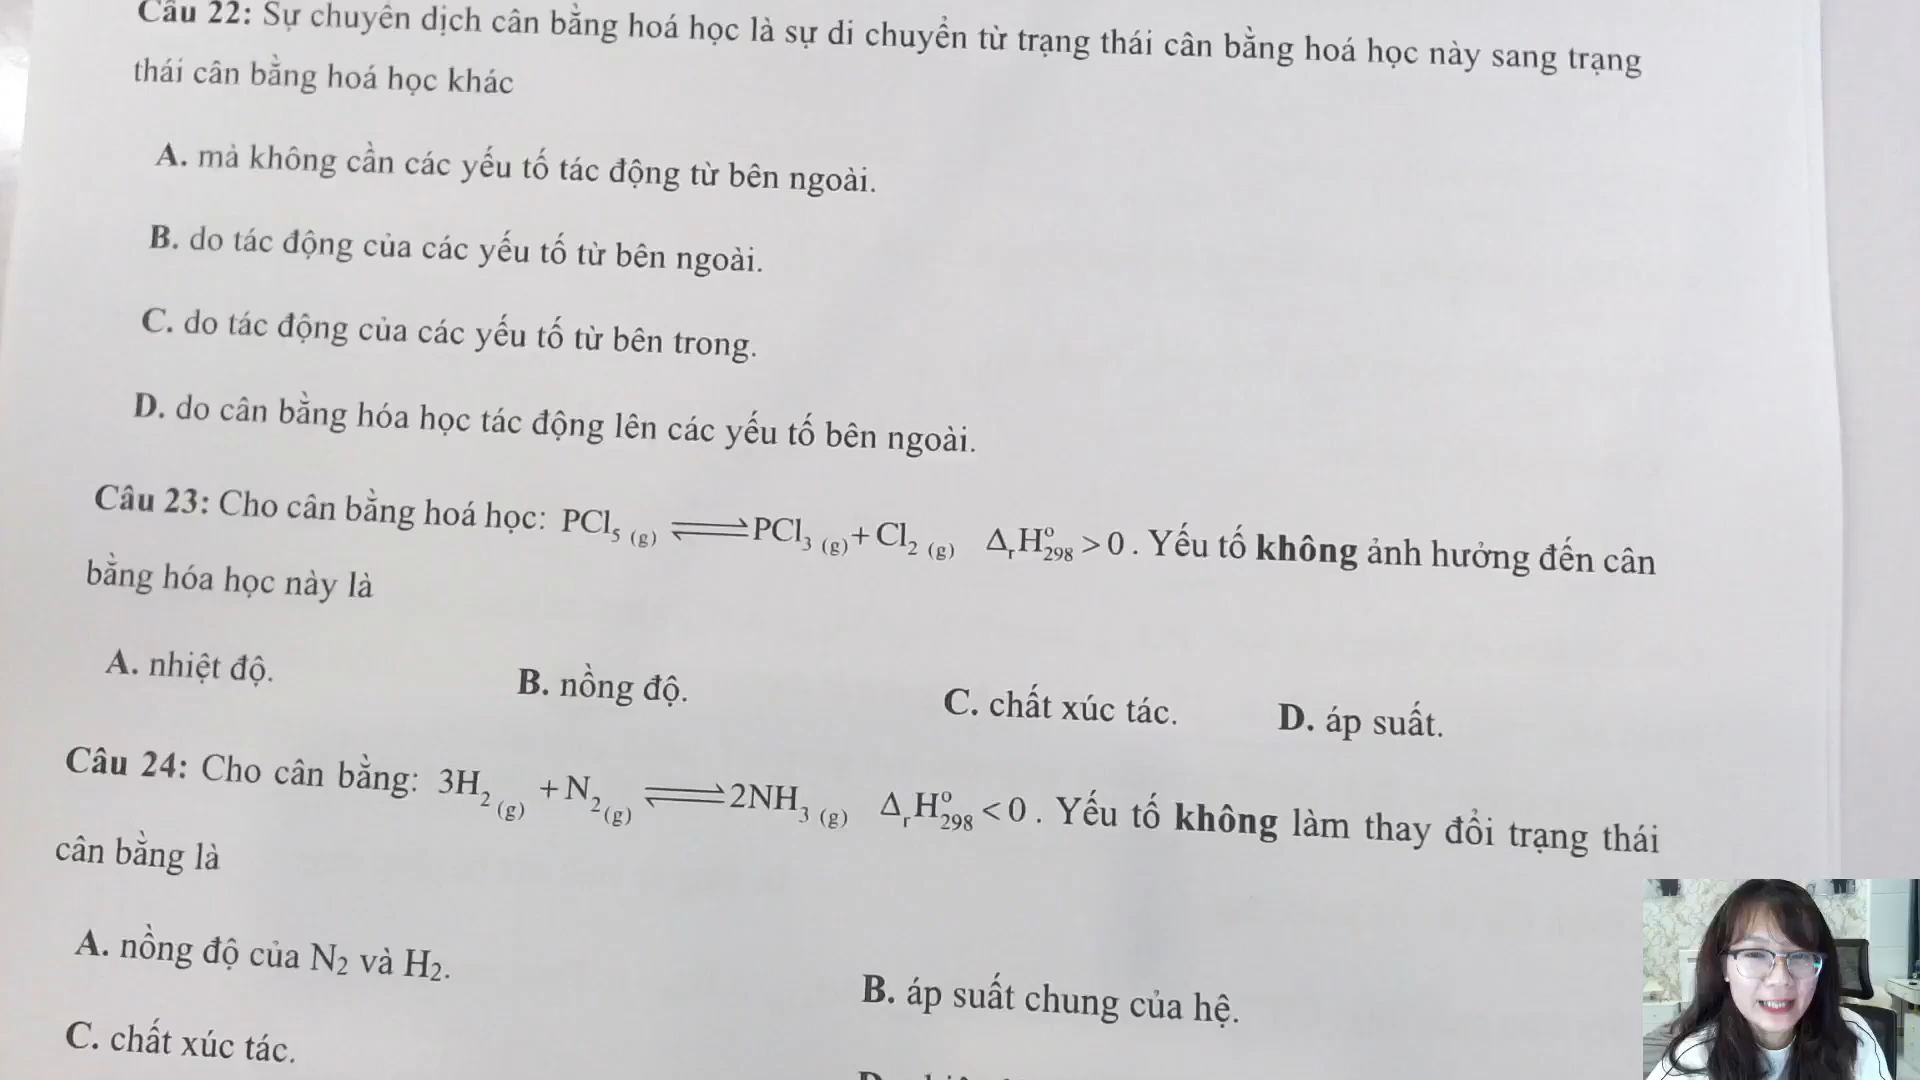 Câu 22: Sự chuyển dịch cân bằng hoá học là sự di chuyển từ trạng thái cân bằng hoá học này sang trạng
thái cân bằng hoá học khác
A. mà không cần các yếu tố tác động từ bên ngoài.
B. do tác động của các yếu tố từ bên ngoài.
C. do tác động của các yếu tố từ bên trong.
D. do cân bằng hóa học tác động lên các yếu tố bên ngoài.
Câu 23: Cho cân bằng hoá học: PCl₅ (g) ⇌ PCl₃ (g) + Cl₂ (g) ΔᵣH°₂₉₈ > 0 . Yếu tố không ảnh hưởng đến cân
bằng hóa học này là
A. nhiệt độ. B. nồng độ. C. chất xúc tác. D. áp suất.
Câu 24: Cho cân bằng: 3H₂ (g) + N₂ (g) ⇌ 2NH₃ (g) ΔᵣH°₂₉₈ < 0 . Yếu tố không làm thay đổi trạng thái
cân bằng là
A. nồng độ của N₂ và H₂. B. áp suất chung của hệ.
C. chất xúc tác.